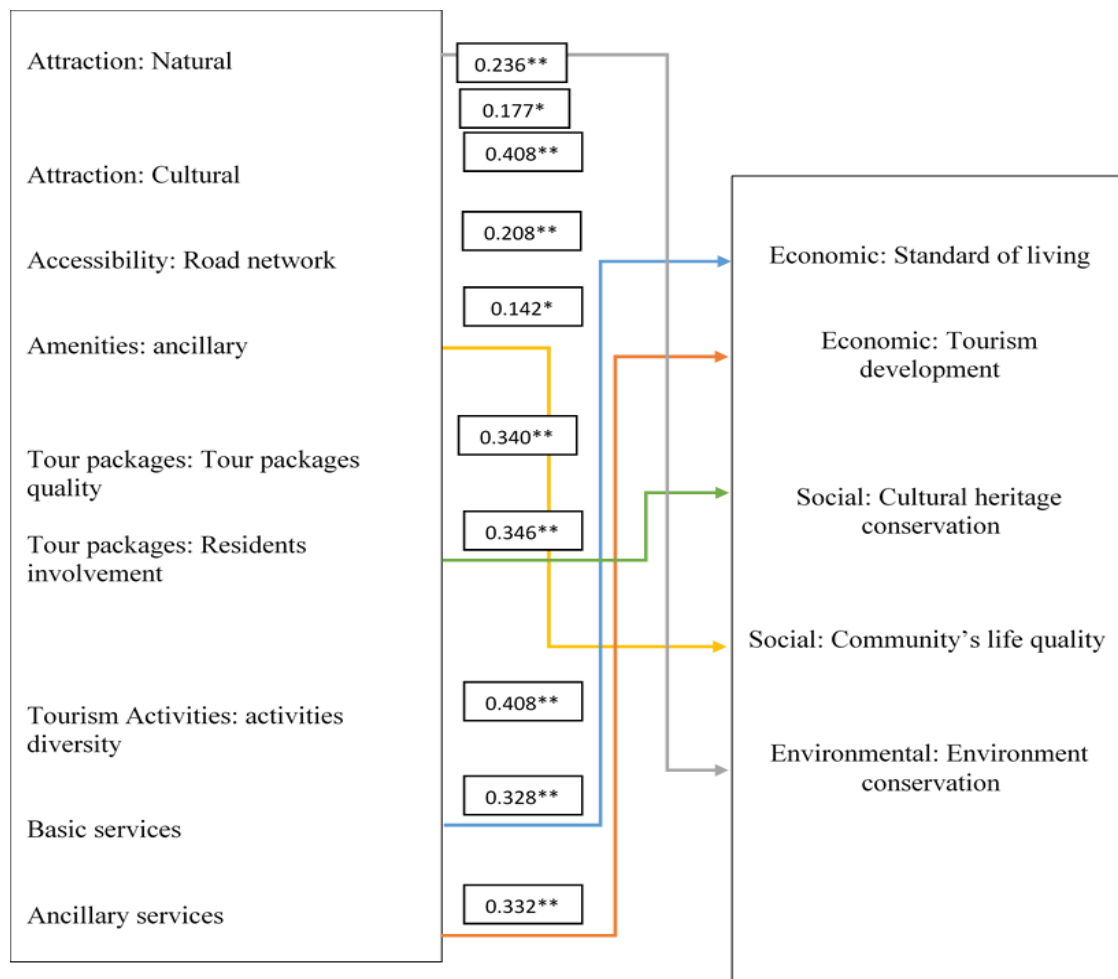 Attraction: Natural
0.236**
0.177*
0.408**
Attraction: Cultural
0.208**
Accessibility: Road network
0.142*
Amenities: ancillary
0.340**
Tour packages: Tour packages
quality
0.346**
Tour packages: Residents
involvement
0.408**
Tourism Activities: activities
diversity
0.328**
Basic services
0.332**
Ancillary services
Economic: Standard of living
Economic: Tourism
development
Social: Cultural heritage
conservation
Social: Community’s life quality
Environmental: Environment
conservation